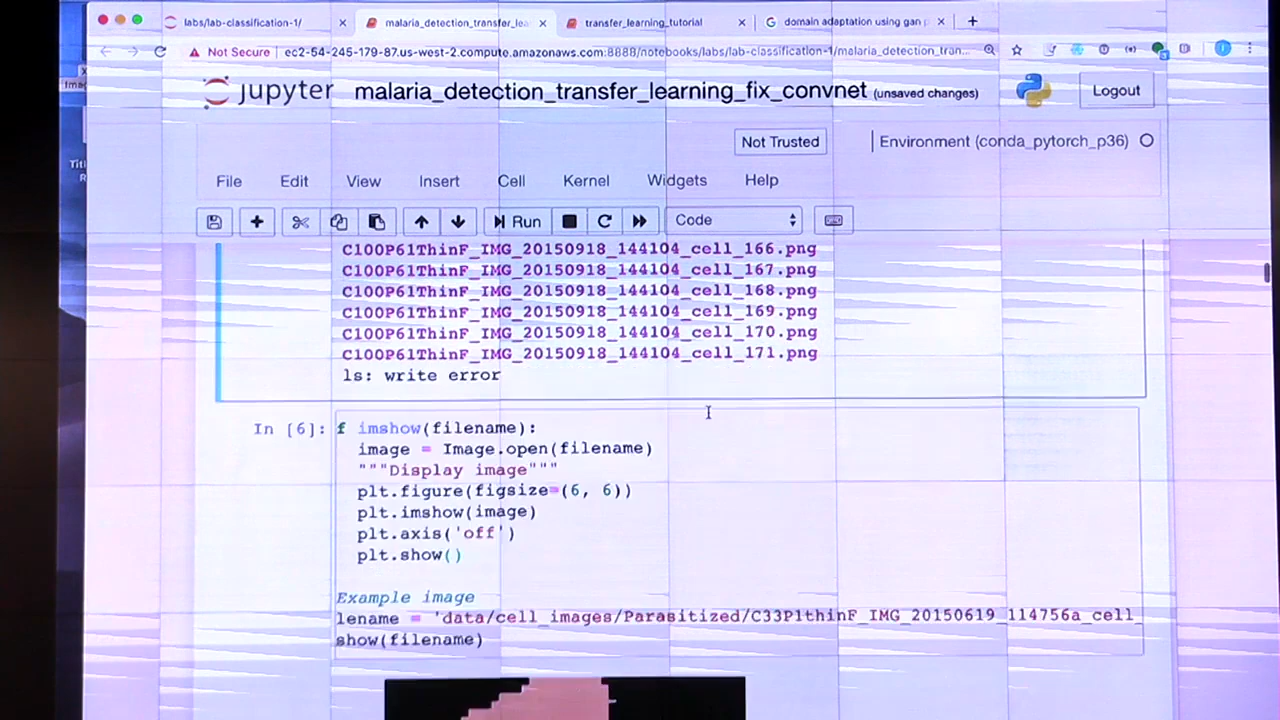 labs/lab-classification-1/
malaria_detection_transfer_lea
transfer_learning_tutorial
domain adaptation using gan p
Not Secure | ec2-54-245-179-87.us-west-2.compute.amazonaws.com:8888/notebooks/labs/lab-classification-1/malaria_detection_tran...
jupyter malaria_detection_transfer_learning_fix_convnet (unsaved changes)
Logout
Not Trusted
Environment (conda_pytorch_p36)
File Edit View Insert Cell Kernel Widgets Help
Run
Code
C100P61ThinF_IMG_20150918_144104_cell_166.png
C100P61ThinF_IMG_20150918_144104_cell_167.png
C100P61ThinF_IMG_20150918_144104_cell_168.png
C100P61ThinF_IMG_20150918_144104_cell_169.png
C100P61ThinF_IMG_20150918_144104_cell_170.png
C100P61ThinF_IMG_20150918_144104_cell_171.png
ls: write error
In [6]: f imshow(filename):
image = Image.open(filename)
"""Display image"""
plt.figure(figsize=(6, 6))
plt.imshow(image)
plt.axis('off')
plt.show()
Example image
lename = 'data/cell_images/Parasitized/C33P1thinF_IMG_20150619_114756a_cell_
show(filename)